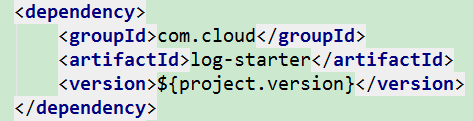 <dependency>
    <groupId>com.cloud</groupId>
    <artifactId>log-starter</artifactId>
    <version>${project.version}</version>
</dependency>